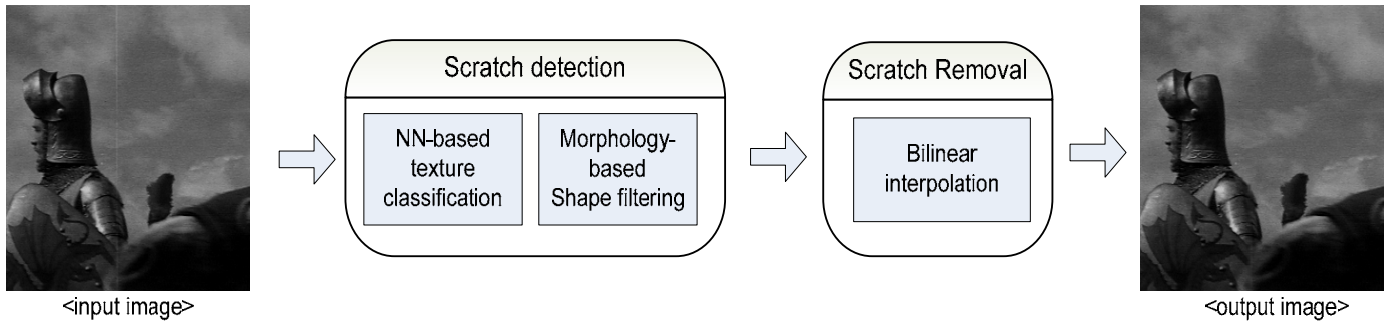 Scratch detection
NN-based
texture
classification
Morphology-
based
Shape filtering
Scratch Removal
Bilinear
interpolation
<input image>
<output image>